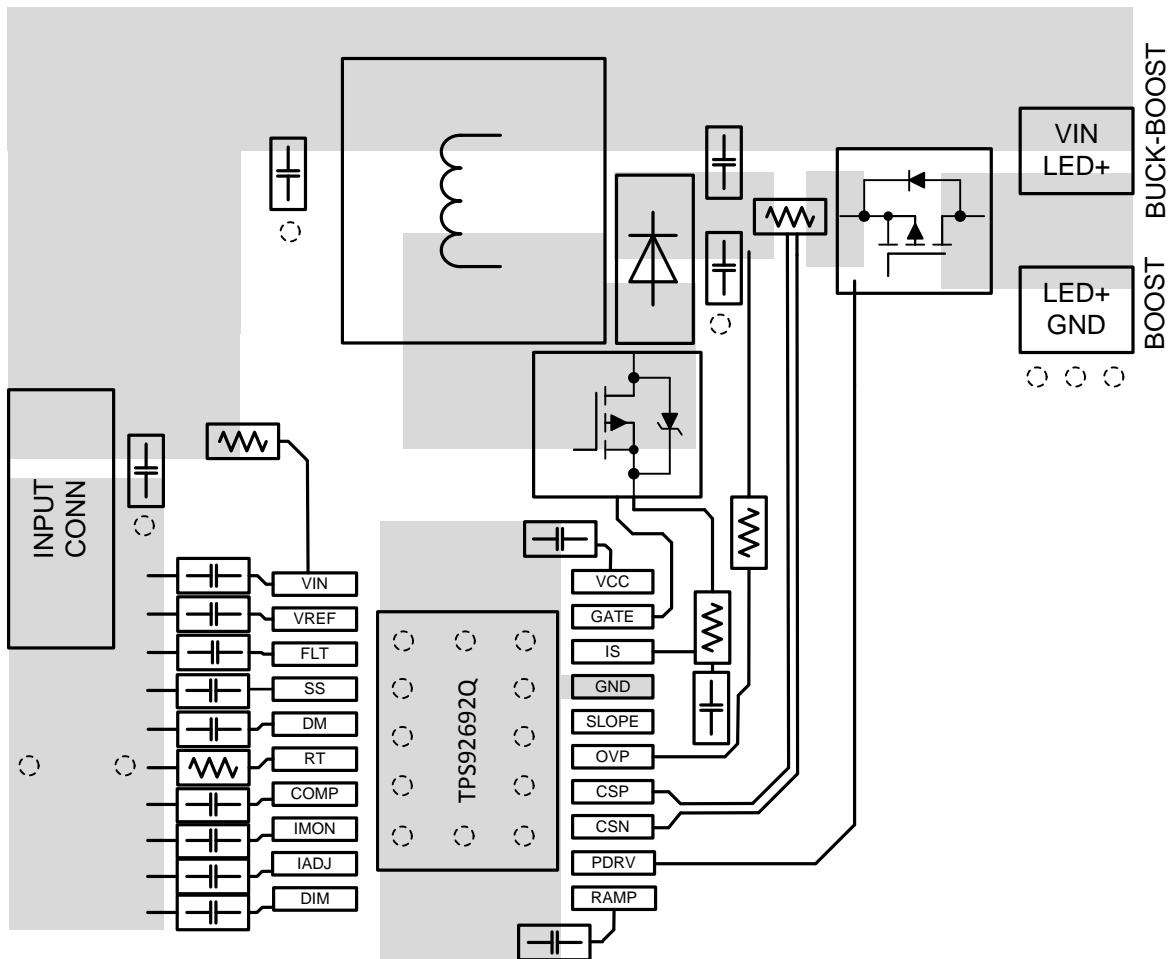 BUCK-BOOST
VIN
LED+
BOOST
LED+
GND
INPUT
CONN
VIN
VREF
FLT
SS
DM
RT
COMP
IMON
IADJ
DIM
TPS92692Q
VCC
GATE
IS
GND
SLOPE
OVP
CSP
CSN
PDRV
RAMP